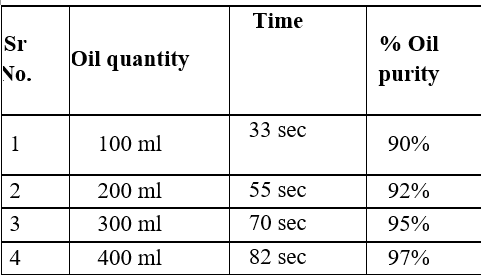 Sr No. Oil quantity Time % Oil purity
1 100 ml 33 sec 90%
2 200 ml 55 sec 92%
3 300 ml 70 sec 95%
4 400 ml 82 sec 97%